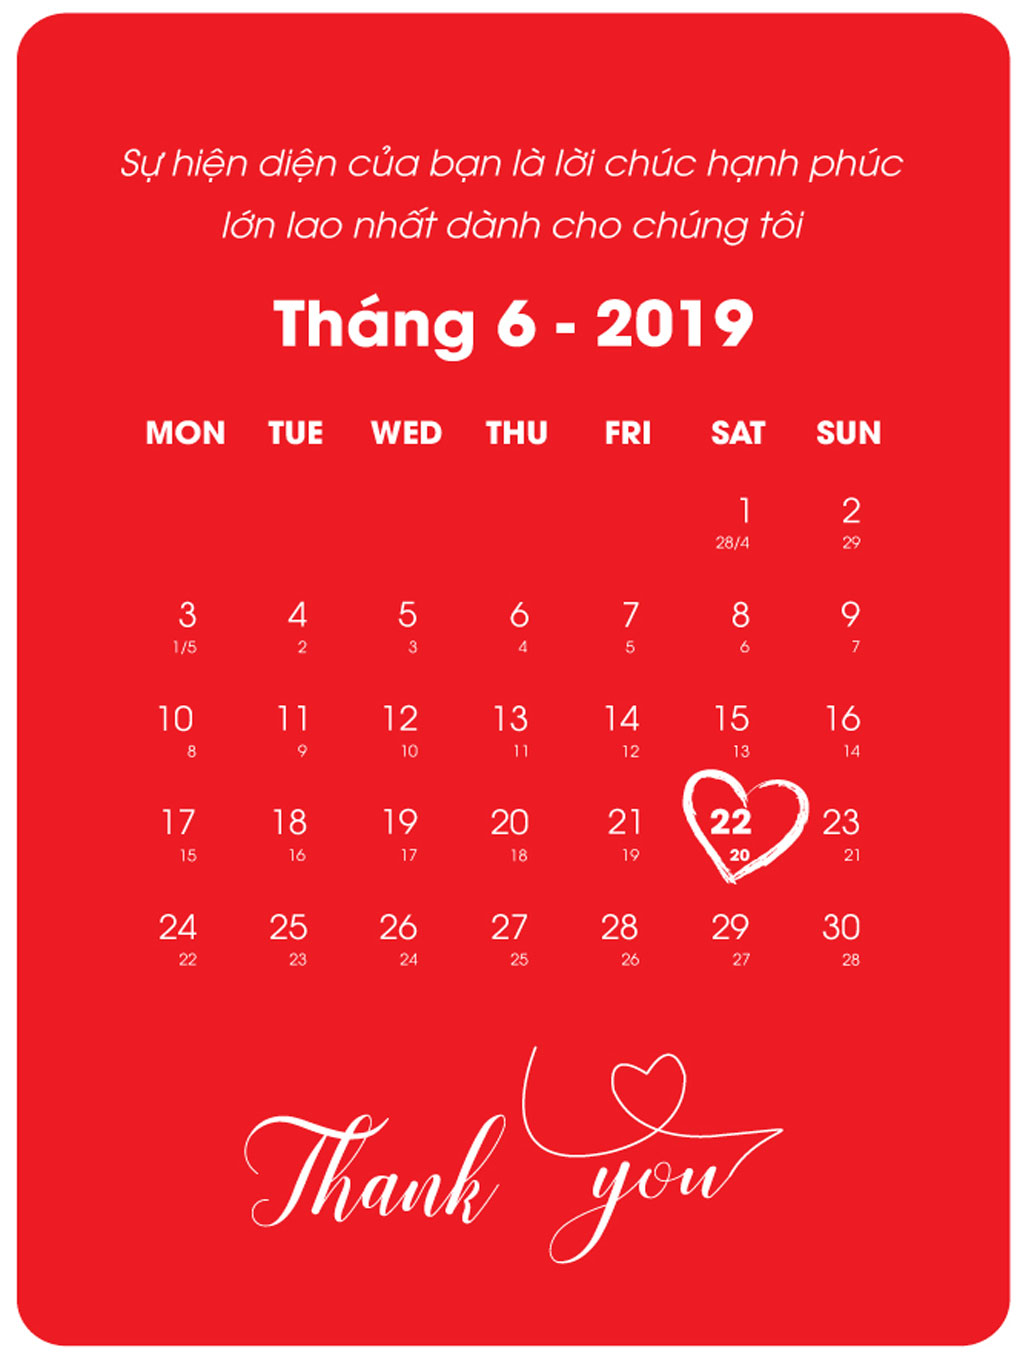 Sự hiện diện của bạn là lời chúc hạnh phúc
lớn lao nhất dành cho chúng tôi
Tháng 6 - 2019
MON TUE WED THU FRI SAT SUN
1 2
28/4 29
3 4 5 6 7 8 9
1/5 2 3 4 5 6 7
10 11 12 13 14 15 16
8 9 10 11 12 13 14
17 18 19 20 21 22 23
15 16 17 18 19 20 21
24 25 26 27 28 29 30
22 23 24 25 26 27 28
Thank you